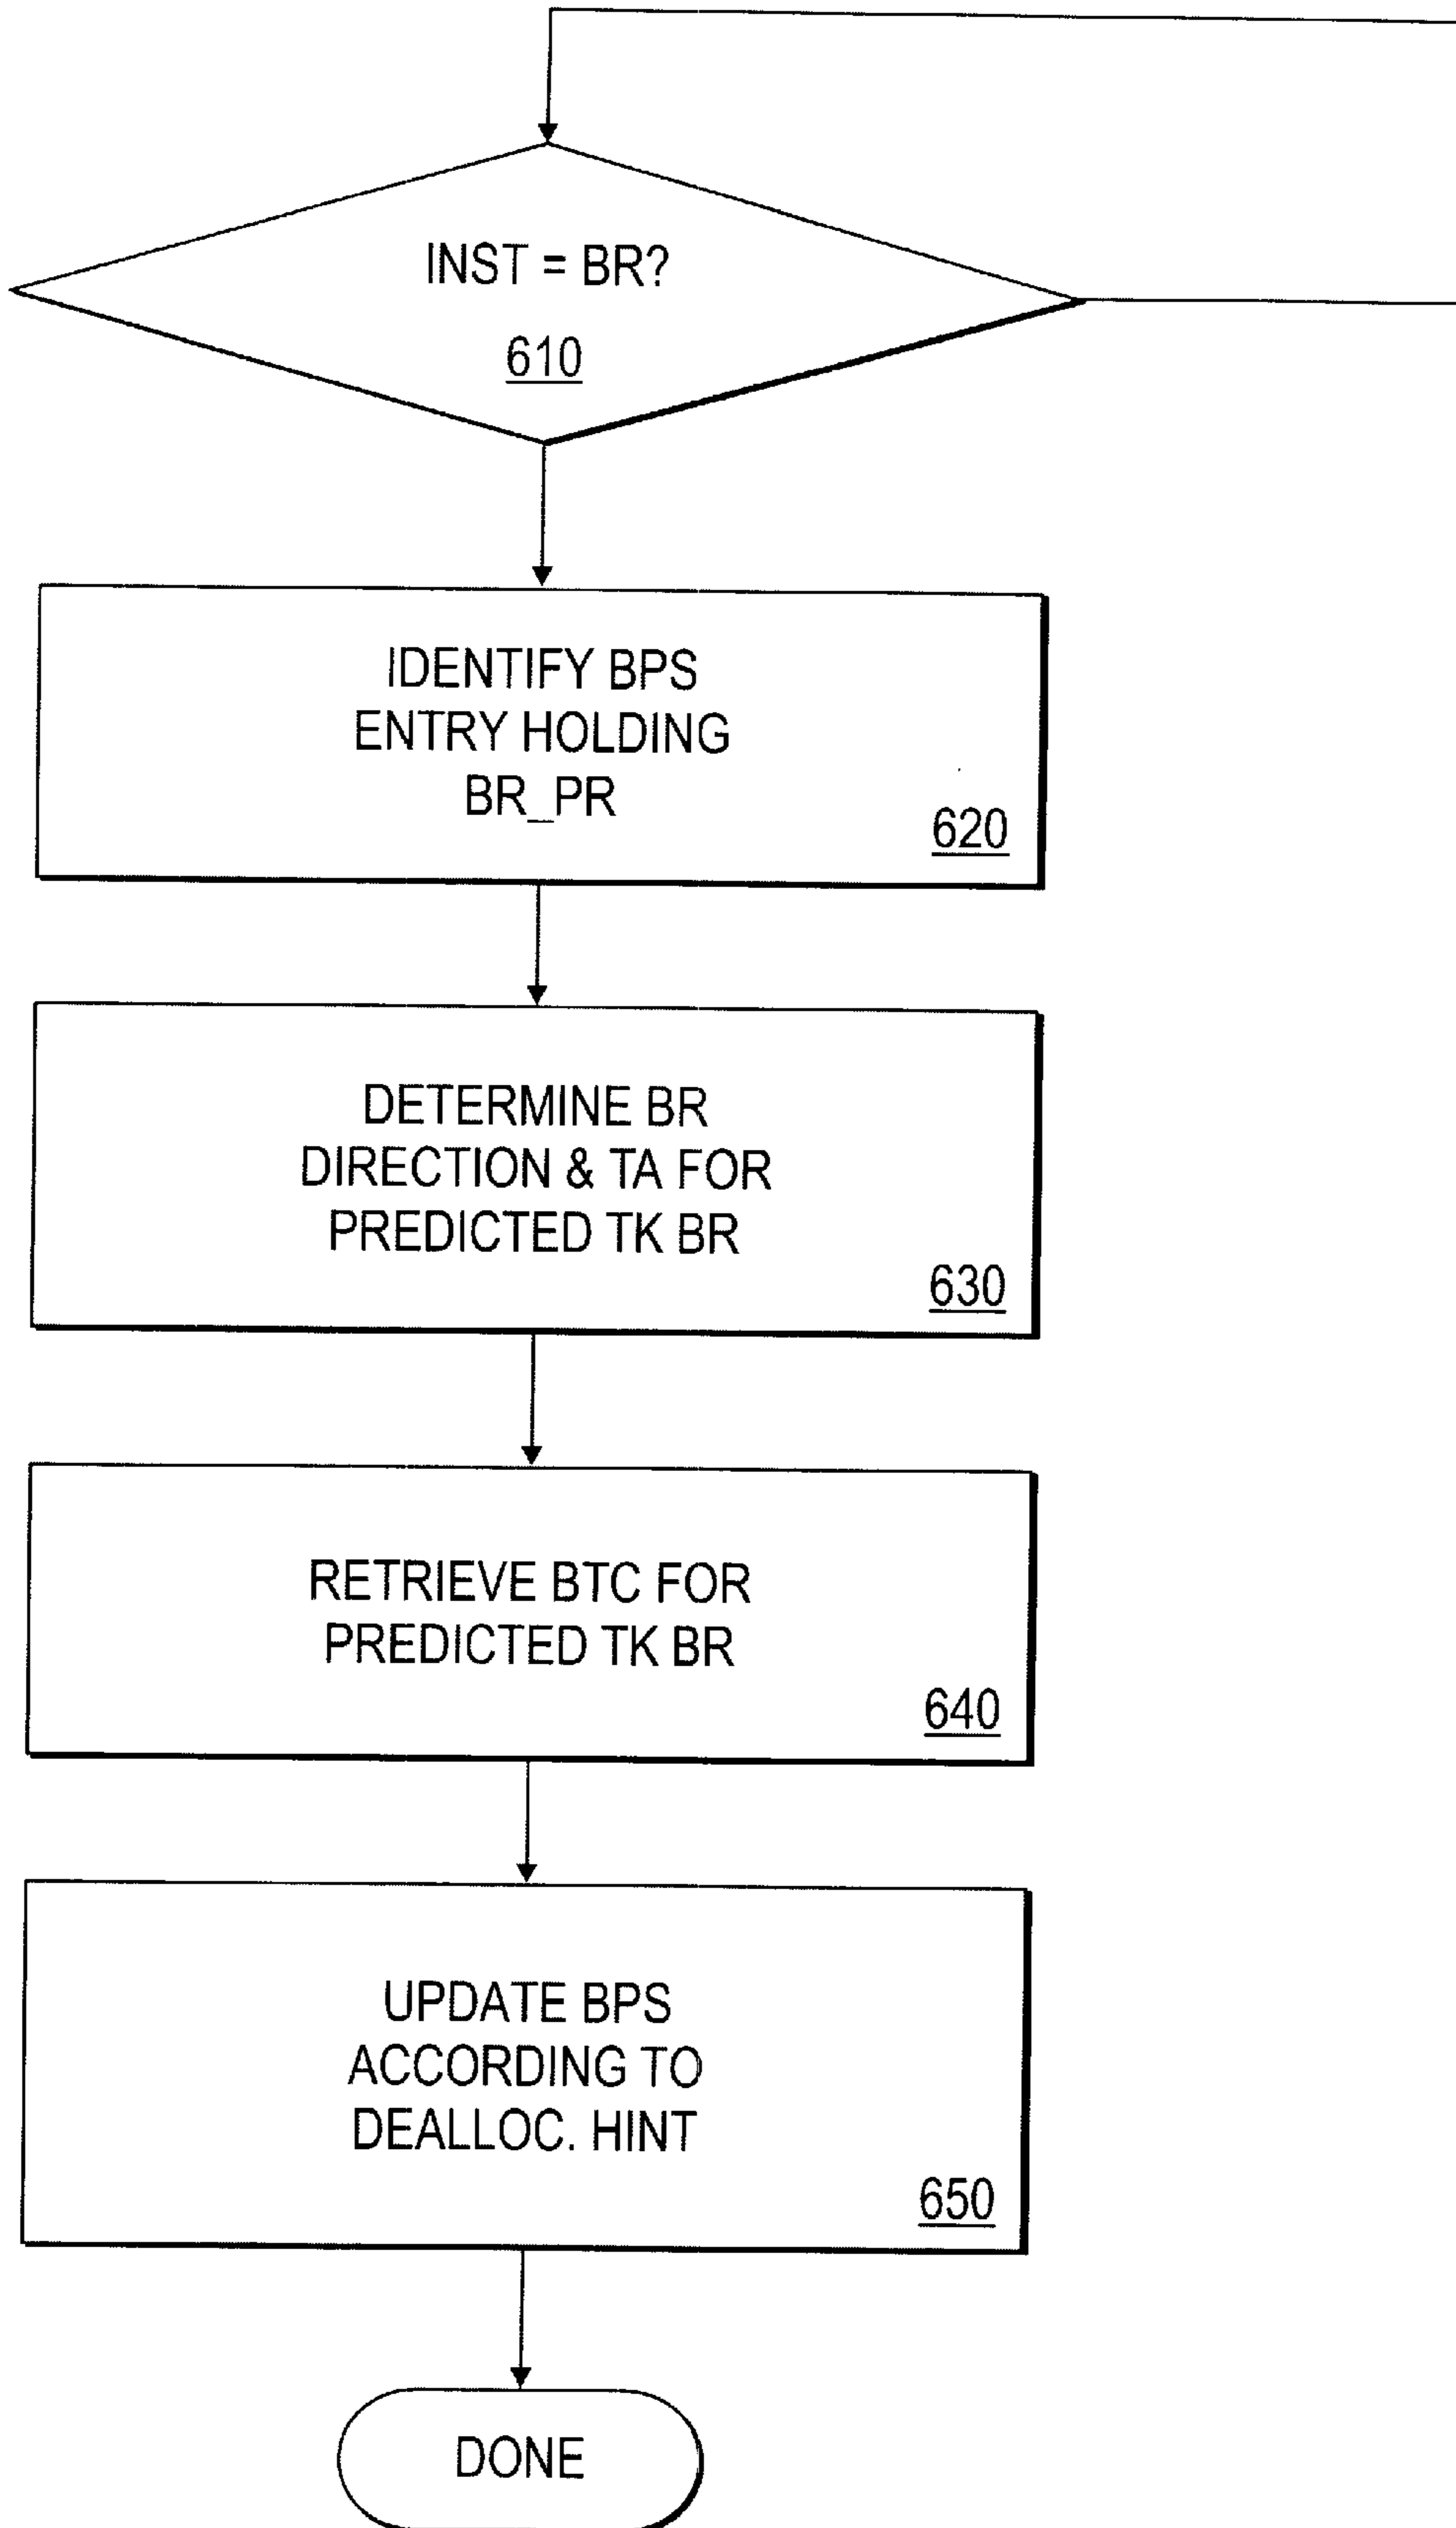 INST = BR?
610
IDENTIFY BPS
ENTRY HOLDING
BR_PR
620
DETERMINE BR
DIRECTION & TA FOR
PREDICTED TK BR
630
RETRIEVE BTC FOR
PREDICTED TK BR
640
UPDATE BPS
ACCORDING TO
DEALLOC. HINT
650
DONE